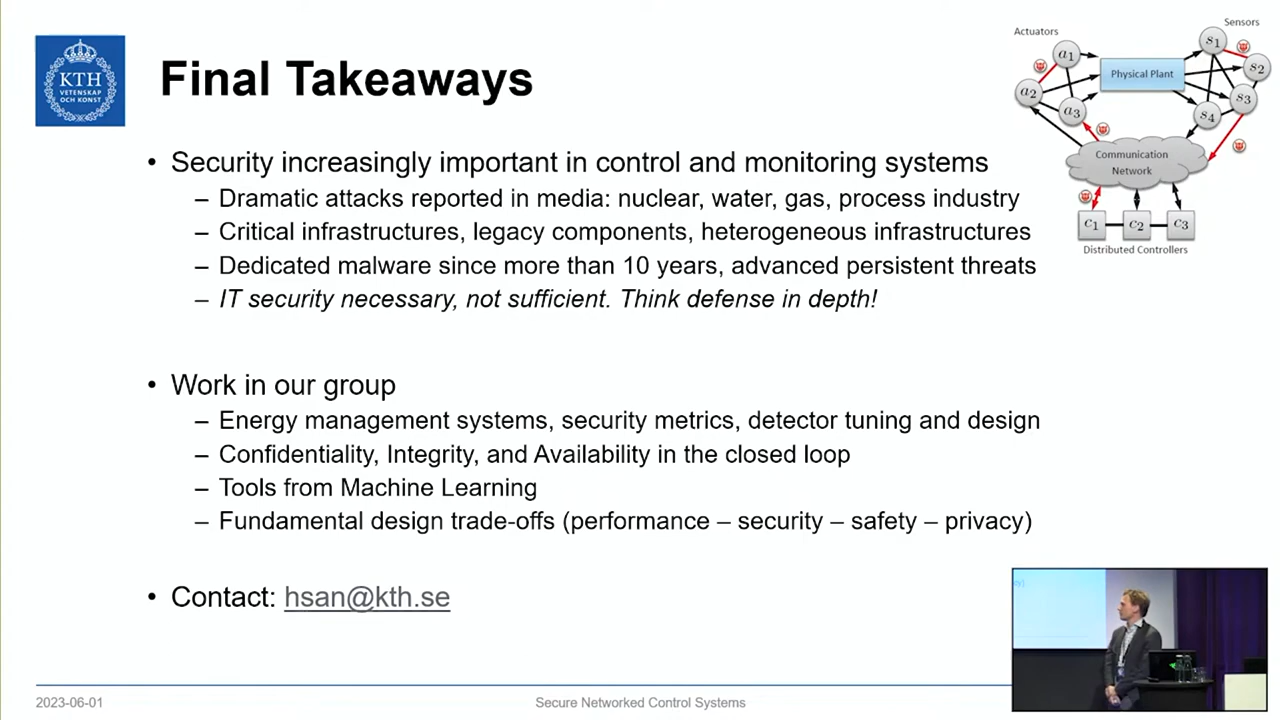 KTH
VETENSKAP
OCH KONST
Final Takeaways
• Security increasingly important in control and monitoring systems
– Dramatic attacks reported in media: nuclear, water, gas, process industry
– Critical infrastructures, legacy components, heterogeneous infrastructures
– Dedicated malware since more than 10 years, advanced persistent threats
– IT security necessary, not sufficient. Think defense in depth!
• Work in our group
– Energy management systems, security metrics, detector tuning and design
– Confidentiality, Integrity, and Availability in the closed loop
– Tools from Machine Learning
– Fundamental design trade-offs (performance – security – safety – privacy)
• Contact: hsan@kth.se
Actuators
Sensors
a1
a2
a3
Physical Plant
s1
s2
s3
s4
Communication
Network
c1
c2
c3
Distributed Controllers
2023-06-01
Secure Networked Control Systems